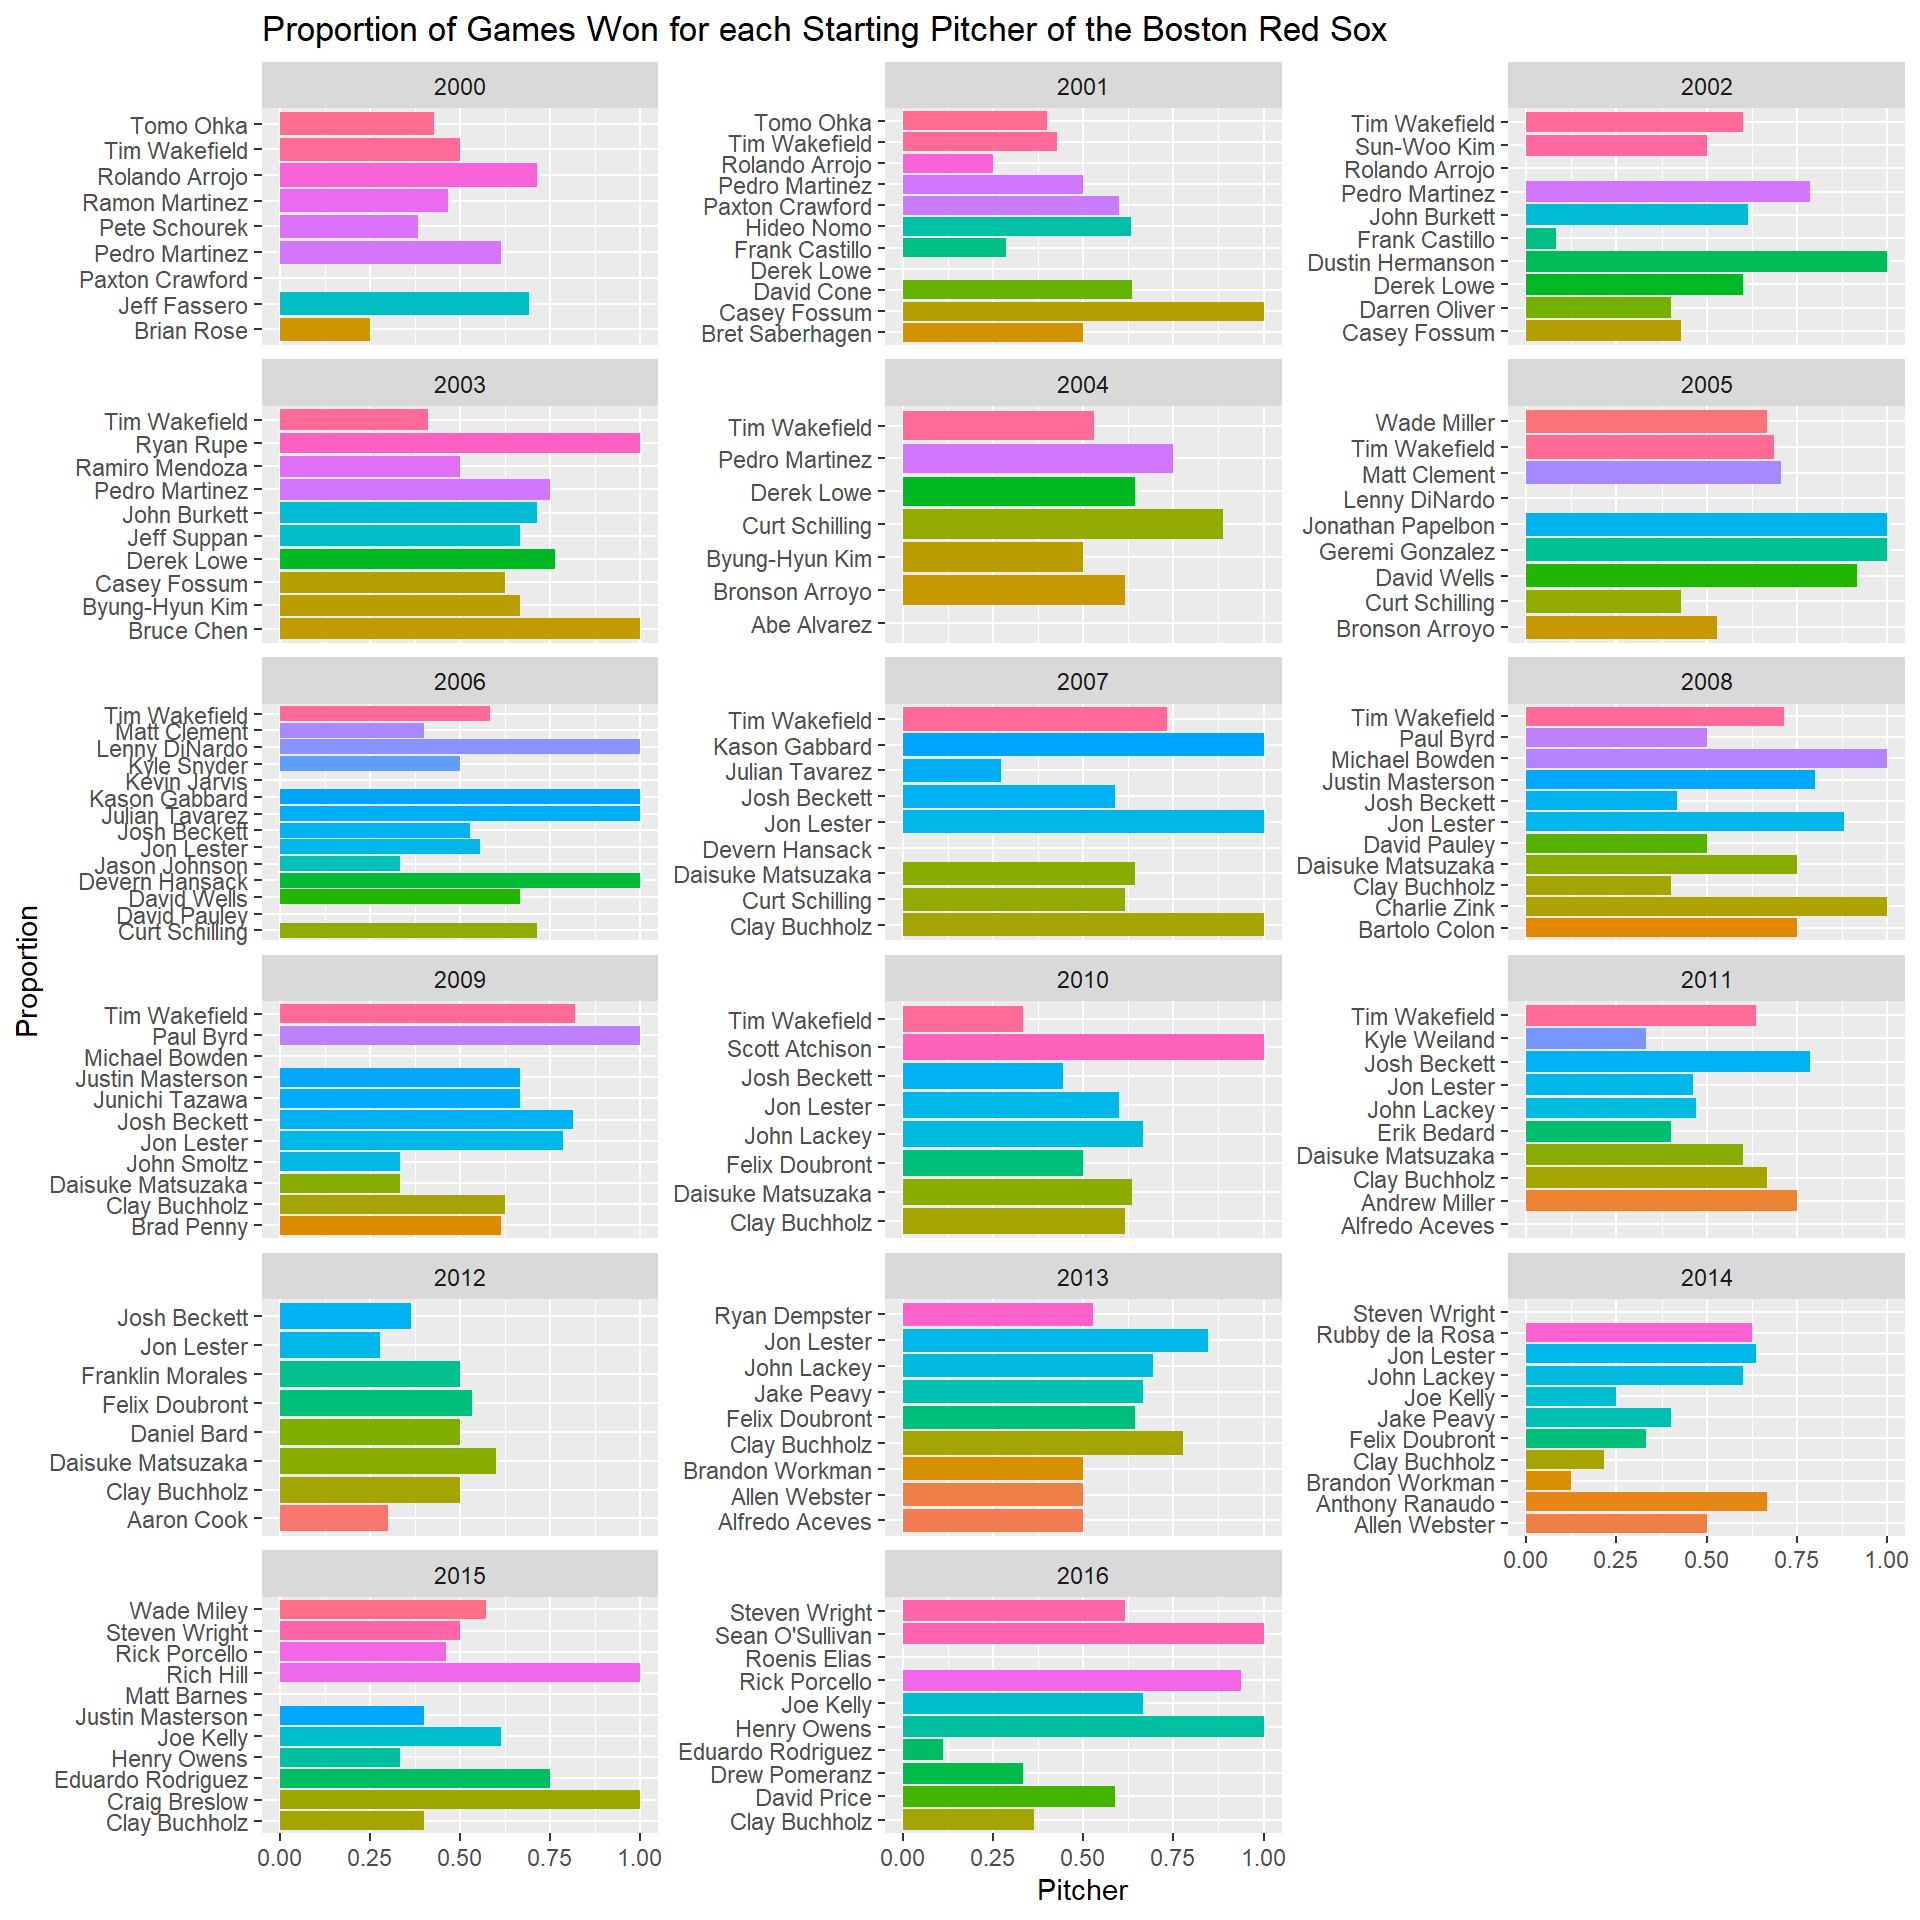 Proportion of Games Won for each Starting Pitcher of the Boston Red Sox
2000
Tomo Ohka
Tim Wakefield
Rolando Arrojo
Ramon Martinez
Pete Schourek
Pedro Martinez
Paxton Crawford
Jeff Fassero
Brian Rose
2001
Tomo Ohka
Tim Wakefield
Rolando Arrojo
Pedro Martinez
Paxton Crawford
Hideo Nomo
Frank Castillo
Derek Lowe
David Cone
Casey Fossum
Bret Saberhagen
2002
Tim Wakefield
Sun-Woo Kim
Rolando Arrojo
Pedro Martinez
John Burkett
Frank Castillo
Dustin Hermanson
Derek Lowe
Darren Oliver
Casey Fossum
2003
Tim Wakefield
Ryan Rupe
Ramiro Mendoza
Pedro Martinez
John Burkett
Jeff Suppan
Derek Lowe
Casey Fossum
Byung-Hyun Kim
Bruce Chen
2004
Tim Wakefield
Pedro Martinez
Derek Lowe
Curt Schilling
Byung-Hyun Kim
Bronson Arroyo
Abe Alvarez
2005
Wade Miller
Tim Wakefield
Matt Clement
Lenny DiNardo
Jonathan Papelbon
Geremi Gonzalez
David Wells
Curt Schilling
Bronson Arroyo
2006
Tim Wakefield
Matt Clement
Lenny DiNardo
Kyle Snyder
Kevin Jarvis
Kason Gabbard
Julian Tavarez
Josh Beckett
Jon Lester
Jason Johnson
Devern Hansack
David Wells
David Pauley
Curt Schilling
2007
Tim Wakefield
Kason Gabbard
Julian Tavarez
Josh Beckett
Jon Lester
Devern Hansack
Daisuke Matsuzaka
Curt Schilling
Clay Buchholz
2008
Tim Wakefield
Paul Byrd
Michael Bowden
Justin Masterson
Josh Beckett
Jon Lester
David Pauley
Daisuke Matsuzaka
Clay Buchholz
Charlie Zink
Bartolo Colon
Proportion
2009
Tim Wakefield
Paul Byrd
Michael Bowden
Justin Masterson
Junichi Tazawa
Josh Beckett
Jon Lester
John Smoltz
Daisuke Matsuzaka
Clay Buchholz
Brad Penny
2010
Tim Wakefield
Scott Atchison
Josh Beckett
Jon Lester
John Lackey
Felix Doubront
Daisuke Matsuzaka
Clay Buchholz
2011
Tim Wakefield
Kyle Weiland
Josh Beckett
Jon Lester
John Lackey
Erik Bedard
Daisuke Matsuzaka
Clay Buchholz
Andrew Miller
Alfredo Aceves
2012
Josh Beckett
Jon Lester
Franklin Morales
Felix Doubront
Daniel Bard
Daisuke Matsuzaka
Clay Buchholz
Aaron Cook
2013
Ryan Dempster
Jon Lester
John Lackey
Jake Peavy
Felix Doubront
Clay Buchholz
Brandon Workman
Allen Webster
Alfredo Aceves
2014
Steven Wright
Rubby de la Rosa
Jon Lester
John Lackey
Joe Kelly
Jake Peavy
Felix Doubront
Clay Buchholz
Brandon Workman
Anthony Ranaudo
Allen Webster
0.00 0.25 0.50 0.75 1.00
2015
Wade Miley
Steven Wright
Rick Porcello
Rich Hill
Matt Barnes
Justin Masterson
Joe Kelly
Henry Owens
Eduardo Rodriguez
Craig Breslow
Clay Buchholz
0.00 0.25 0.50 0.75 1.00
2016
Steven Wright
Sean O'Sullivan
Roenis Elias
Rick Porcello
Joe Kelly
Henry Owens
Eduardo Rodriguez
Drew Pomeranz
David Price
Clay Buchholz
0.00 0.25 0.50 0.75 1.00
Pitcher